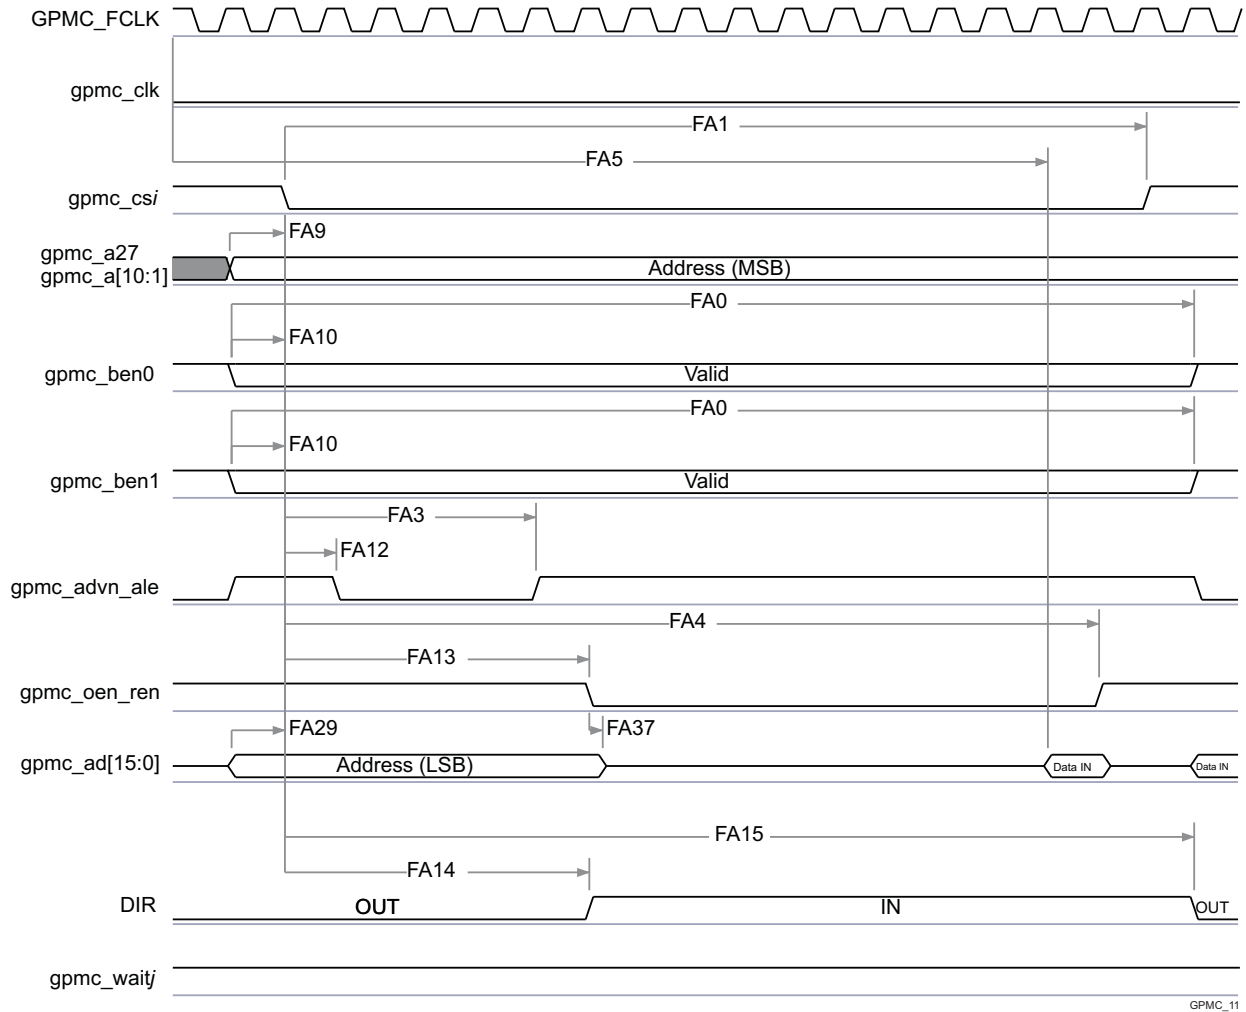 GPMC_FCLK
gpmc_clk
FA1
FA5
gpmc_csi
FA9
gpmc_a27
gpmc_a[10:1]
Address (MSB)
FA0
FA10
gpmc_ben0
Valid
FA0
FA10
gpmc_ben1
Valid
FA3
FA12
gpmc_advn_ale
FA4
FA13
gpmc_oen_ren
FA29
FA37
gpmc_ad[15:0]
Address (LSB)
Data IN
Data IN
FA15
FA14
DIR
OUT
IN
OUT
gpmc_waitj
GPMC_11